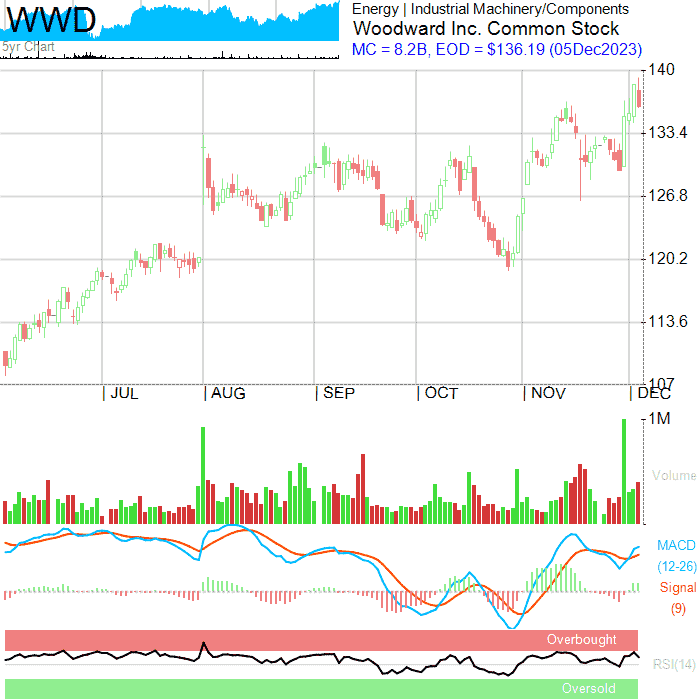 WWD
5yr Chart
Energy | Industrial Machinery/Components
Woodward Inc. Common Stock
MC = 8.2B, EOD = $136.19 (05Dec2023)
140
133.4
126.8
120.2
113.6
107
| JUL | AUG | SEP | OCT | NOV | DEC
1M
Volume
MACD
(12-26)
Signal
(9)
Overbought
RSI(14)
Oversold